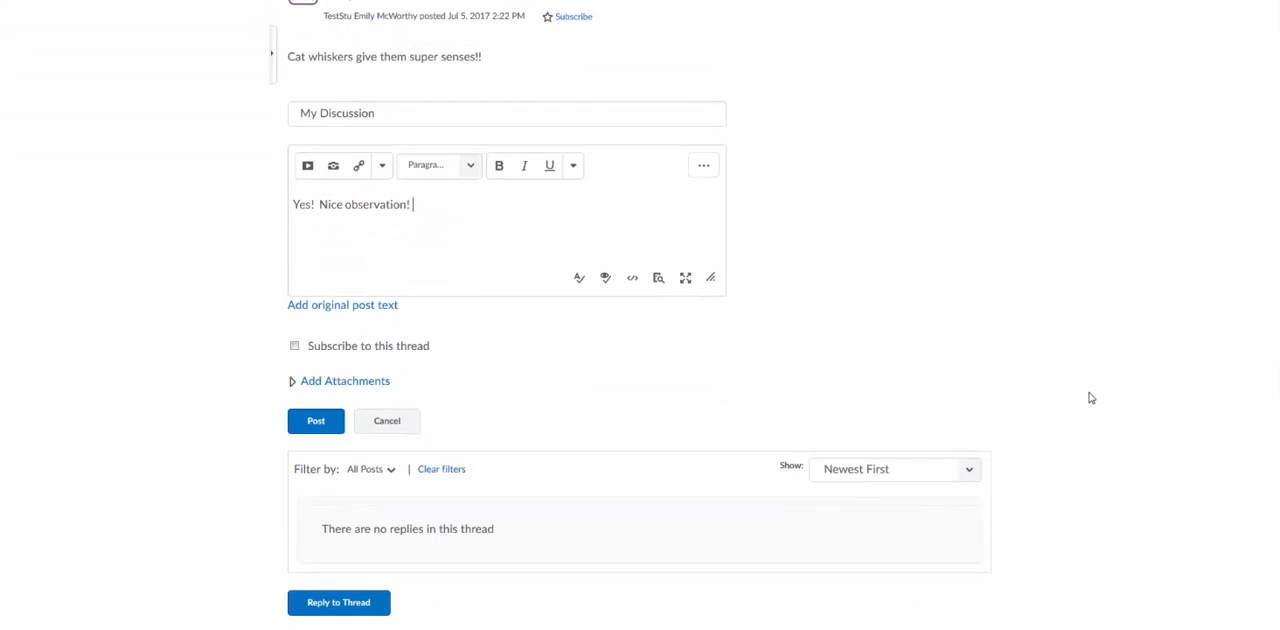 TestStu Emily McWorthy posted Jul 5, 2017 2:22 PM Subscribe
Cat whiskers give them super senses!!
My Discussion
Paragra... B I U ...
Yes! Nice observation!
Add original post text
Subscribe to this thread
Add Attachments
Post Cancel
Filter by: All Posts | Clear filters Show: Newest First
There are no replies in this thread
Reply to Thread